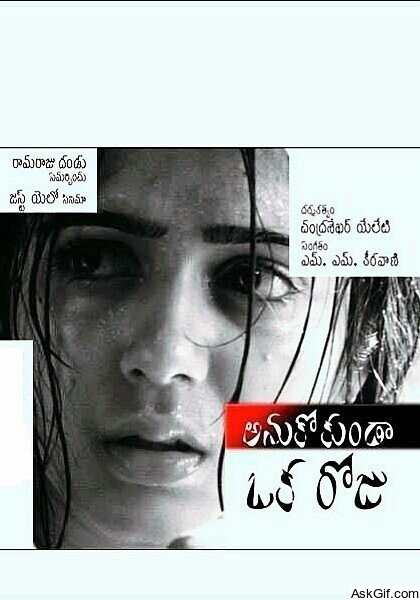 రామరాజు దండు
సమర్పించు
జస్ట్ యెలో సినిమా
దర్శకత్వం
చంద్రశేఖర్ యేలేటి
సంగీతం
ఎమ్. ఎమ్. కీరవాణి
అనుకోకుండా
ఒక రోజు
AskGif.com